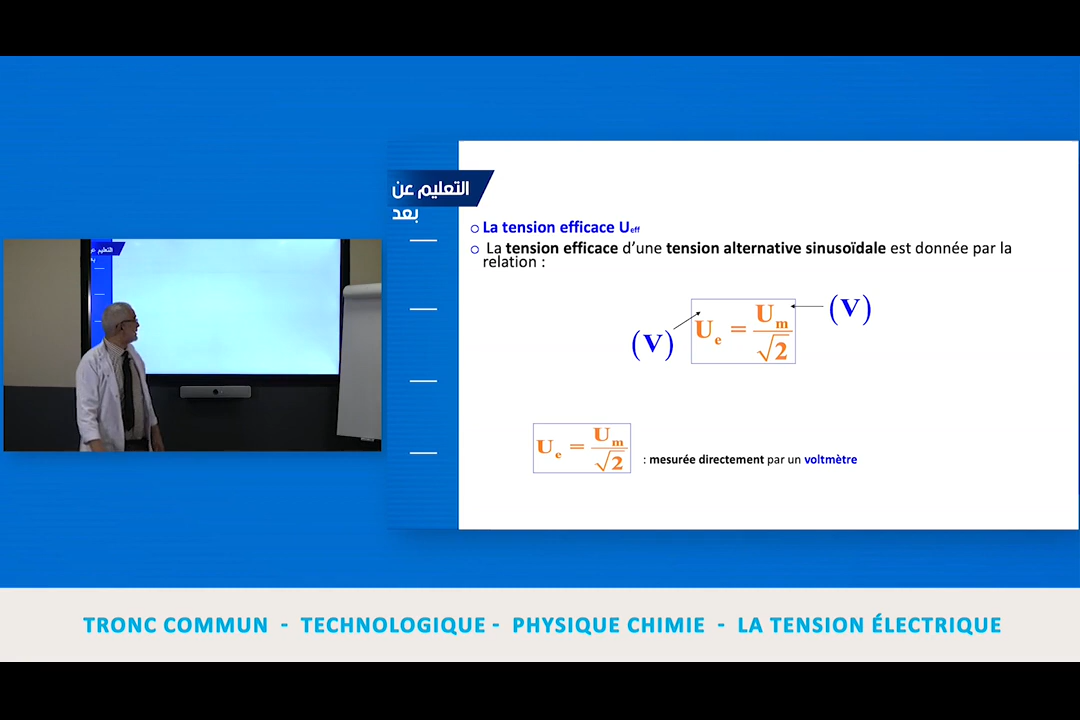 التعليم عن
بعد
○ La tension efficace Ueff
○ La tension efficace d’une tension alternative sinusoïdale est donnée par la
relation :
(V) Ue = Um/√2 (V)
Ue = Um/√2 : mesurée directement par un voltmètre
التعليم عن
TRONC COMMUN - TECHNOLOGIQUE - PHYSIQUE CHIMIE - LA TENSION ÉLECTRIQUE